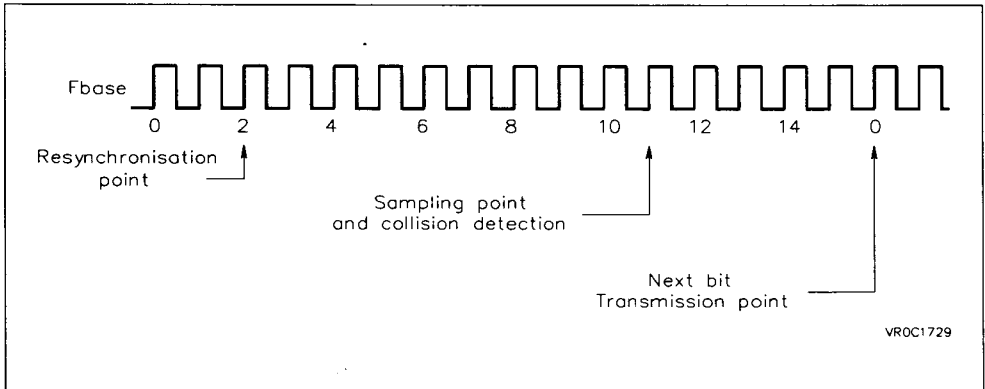 Fbase
0 2 4 6 8 10 12 14 0
Resynchronisation
point
Sampling point
and collision detection
Next bit
Transmission point
VR0C1729